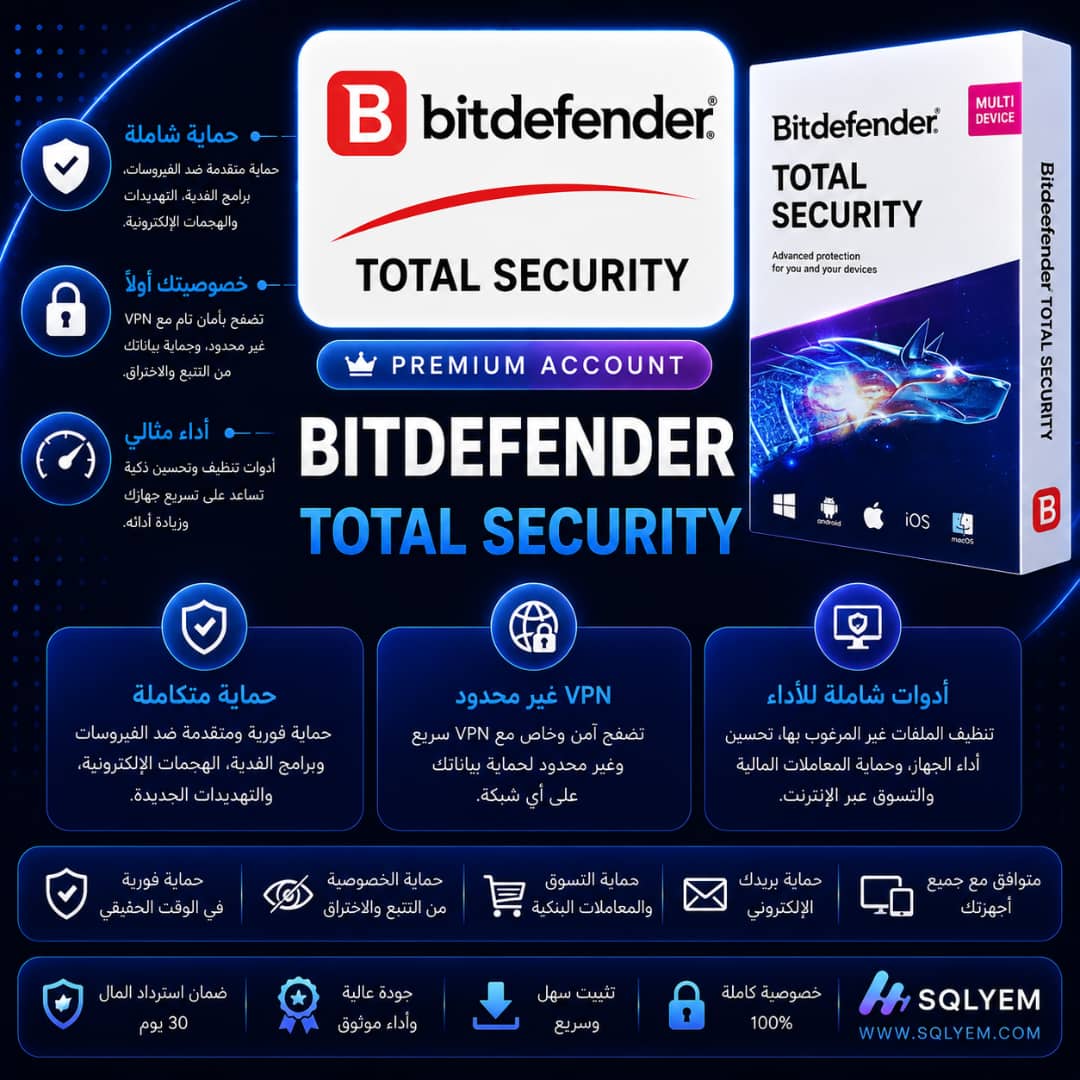 bitdefender®
TOTAL SECURITY
PREMIUM ACCOUNT
BITDEFENDER
TOTAL SECURITY
Bitdefender®
MULTI
DEVICE
TOTAL
SECURITY
Advanced protection
for you and your devices
android
iOS
macOS
Bitdeefender TOTAL SECURITY
B
حماية شاملة
حماية متقدمة ضد الفيروسات،
برامج الفدية، التهديدات
والهجمات الإلكترونية.
خصوصيتك أولاً
تضفح بأمان تام مع VPN
غير محدود، وجماية بياناتك
من التتبع والاختراق.
أداء مثالي
أدوات تنظيف وتحسين ذكية
تساعد على تسريع جهازك
وزيادة أدائه.
حماية متكاملة
حماية فورية ومتقدمة ضد الفيروسات
وبرامج الفدية، الهجمات الإلكترونية،
والتهديدات الجديدة.
VPN غير محدود
تضفح آمن وخاص مع VPN سريع
وغير محدود لحماية بياناتك
على أي شبكة.
أدوات شاملة للأداء
تنظيف الملفات غير المرغوب بها، تحسين
أداء الجهاز، وحماية المعاملات المالية
والتسوق عبر الإنترنت.
متوافق مع جميع
أجهزتك
حماية بريدك
الإلكتروني
حماية التسوق
والمعاملات البنكية
حماية الخصوصية
من التتبع والاختراق
حماية فورية
في الوقت الحفيقي
SQLYEM
WWW.SQLYEM.COM
خصوصية كاملة
100%
تثبيت سهل
وسريع
جودة عالية
وأداء موثوق
ضمان استرداد المال
30 يوم